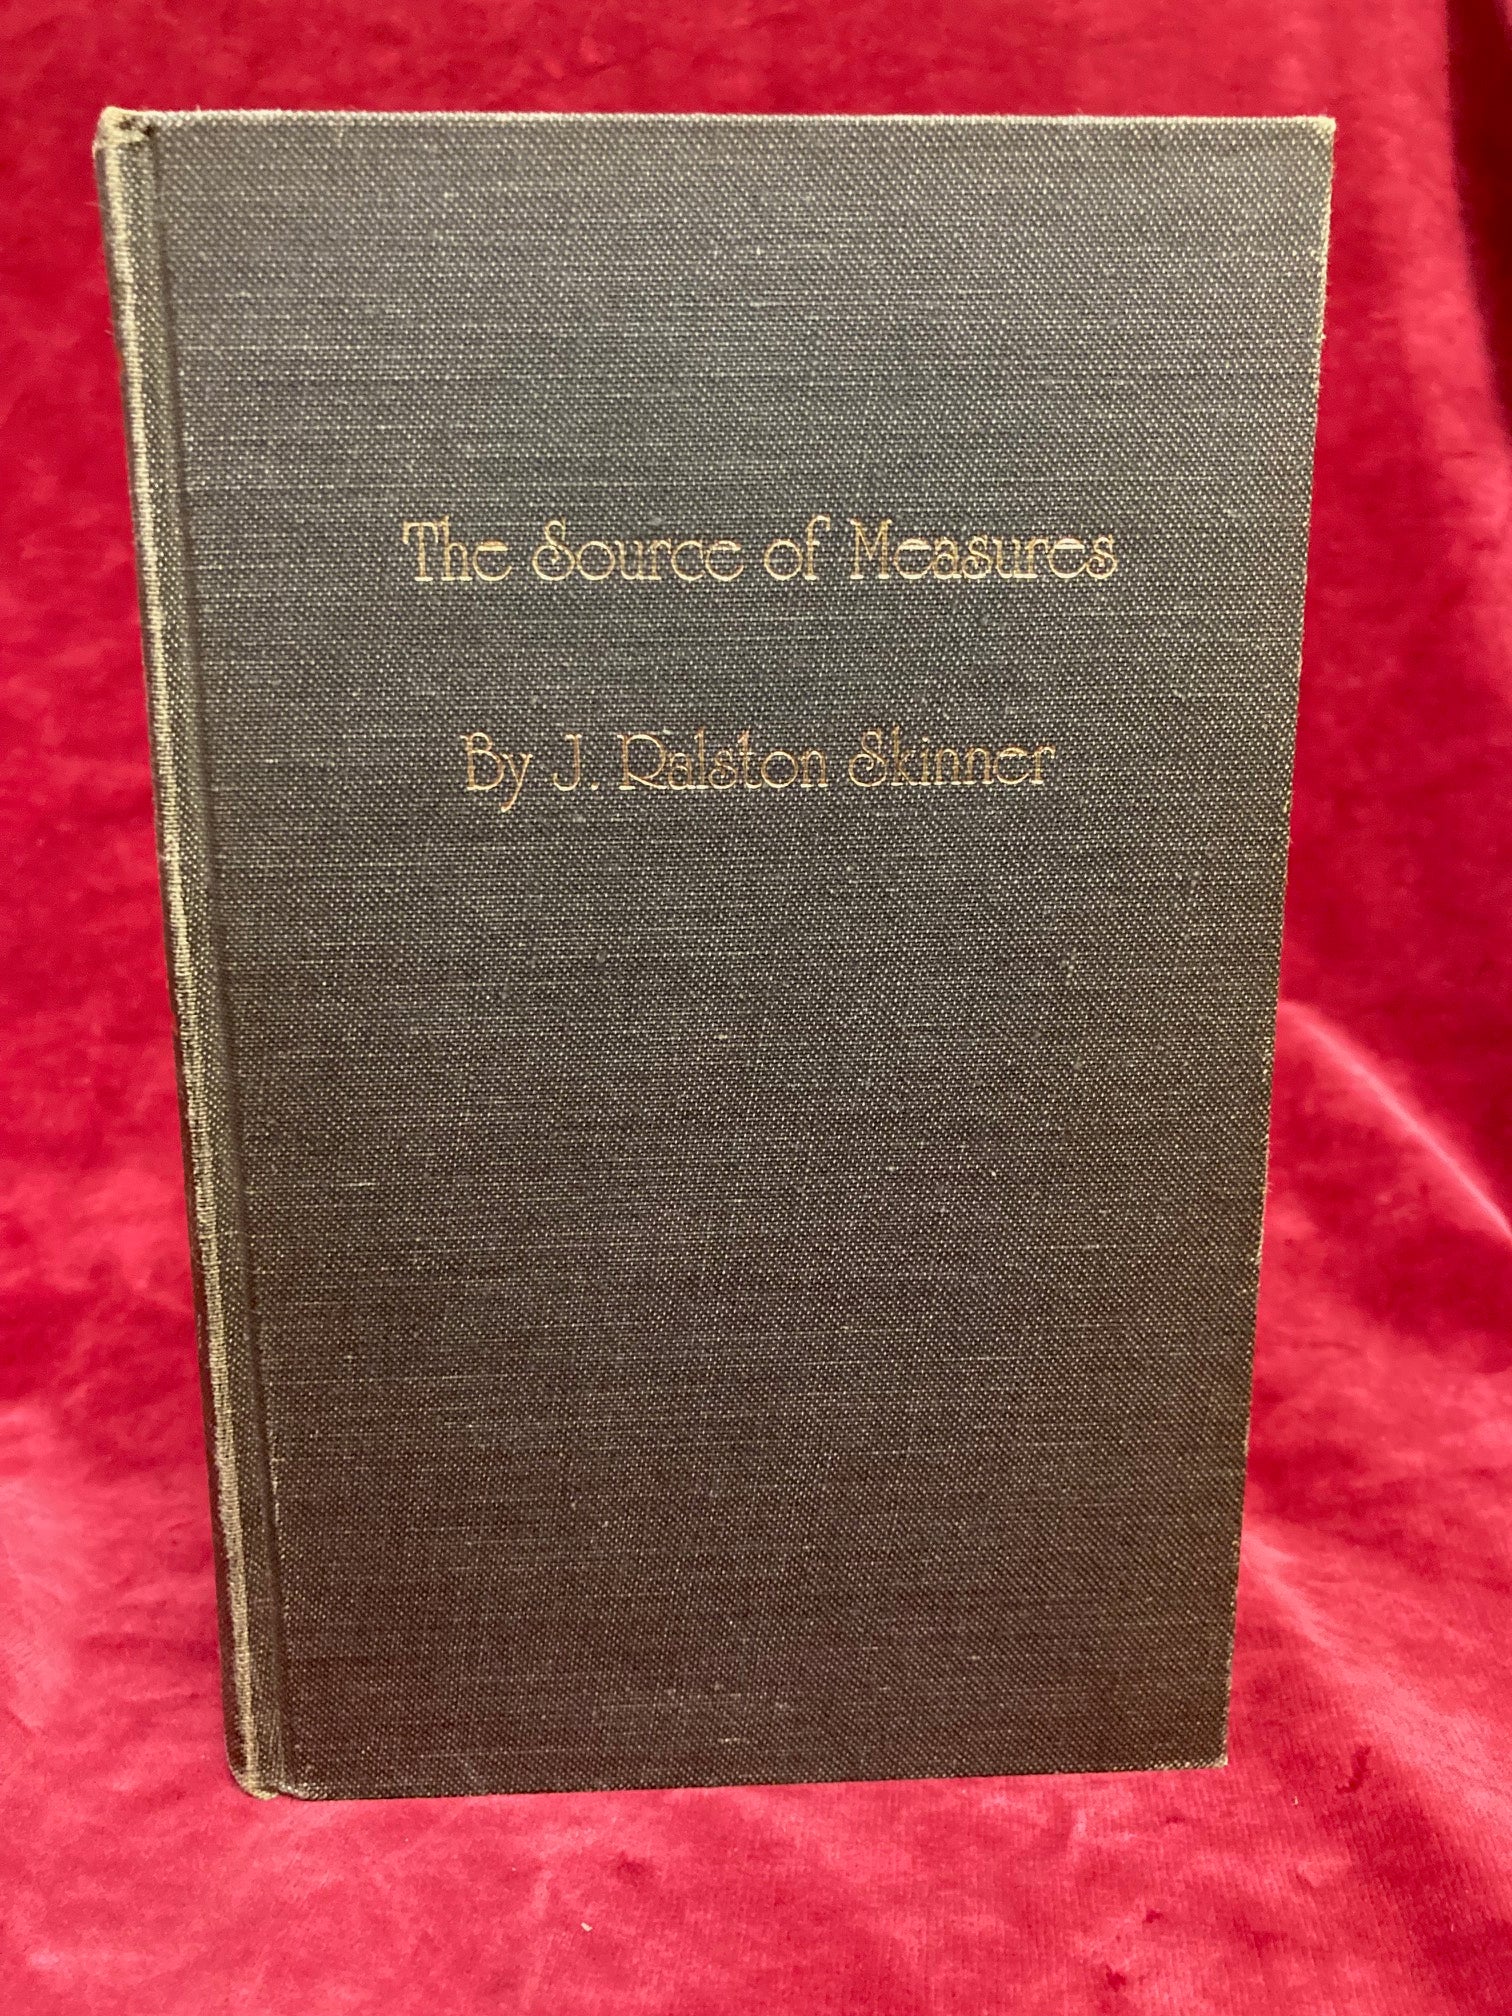 The Source of Measures
By J. Ralston Skinner